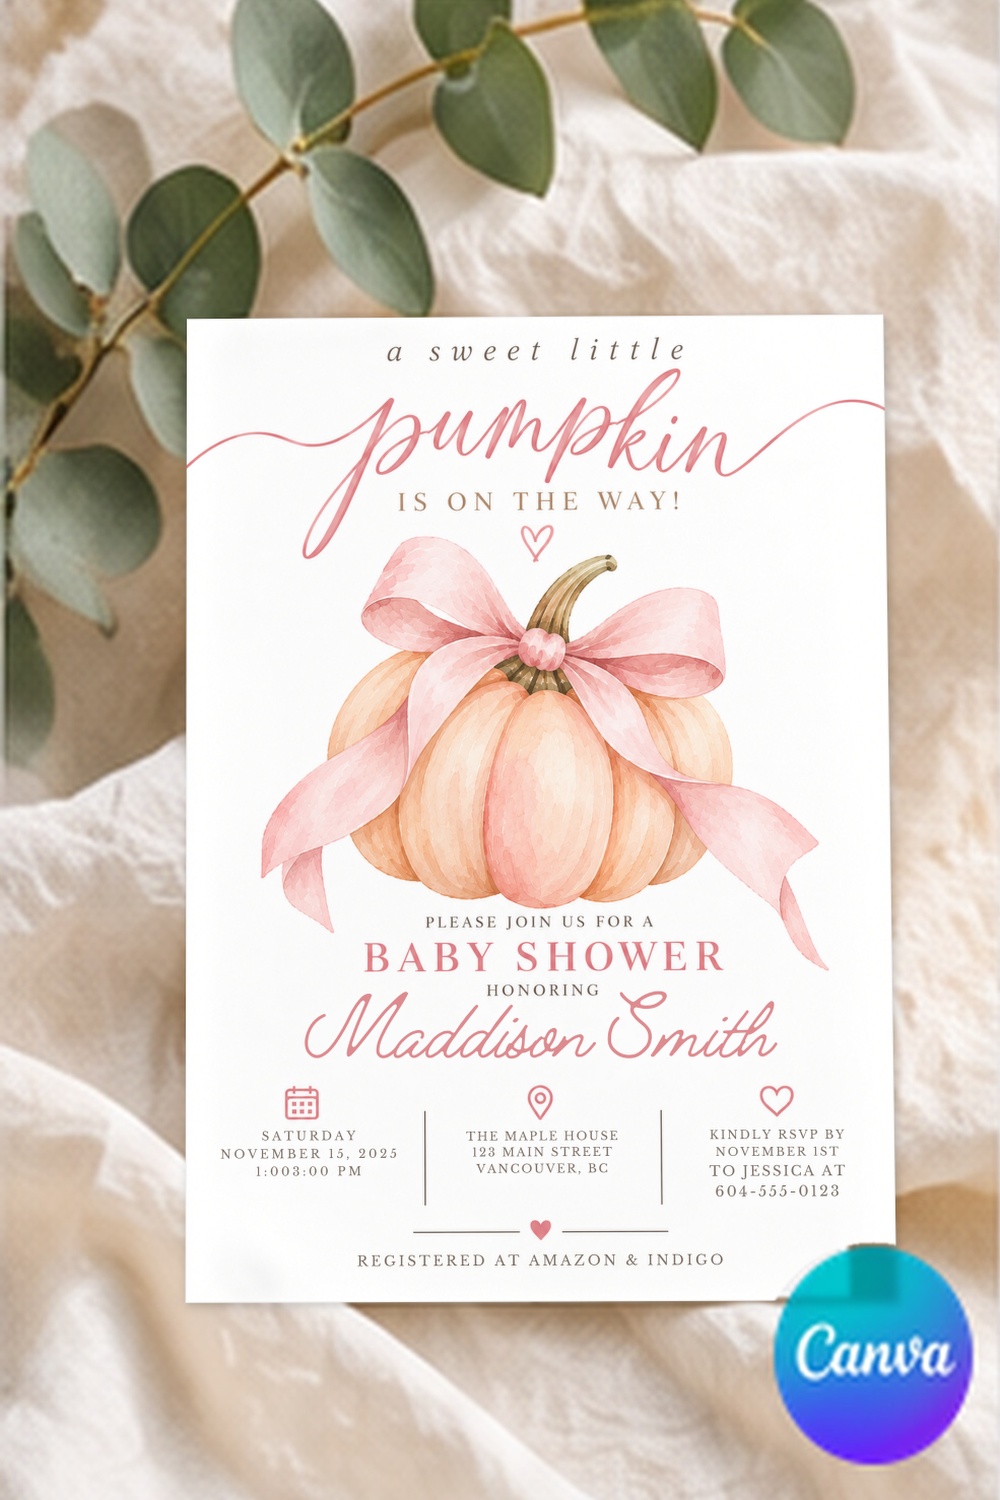 a sweet little
pumpkin
IS ON THE WAY!
PLEASE JOIN US FOR A
BABY SHOWER
HONORING
Maddison Smith
SATURDAY
NOVEMBER 15, 2025
1:003:00 PM
THE MAPLE HOUSE
123 MAIN STREET
VANCOUVER, BC
KINDLY RSVP BY
NOVEMBER 1ST
TO JESSICA AT
604-555-0123
REGISTERED AT AMAZON & INDIGO
Canva